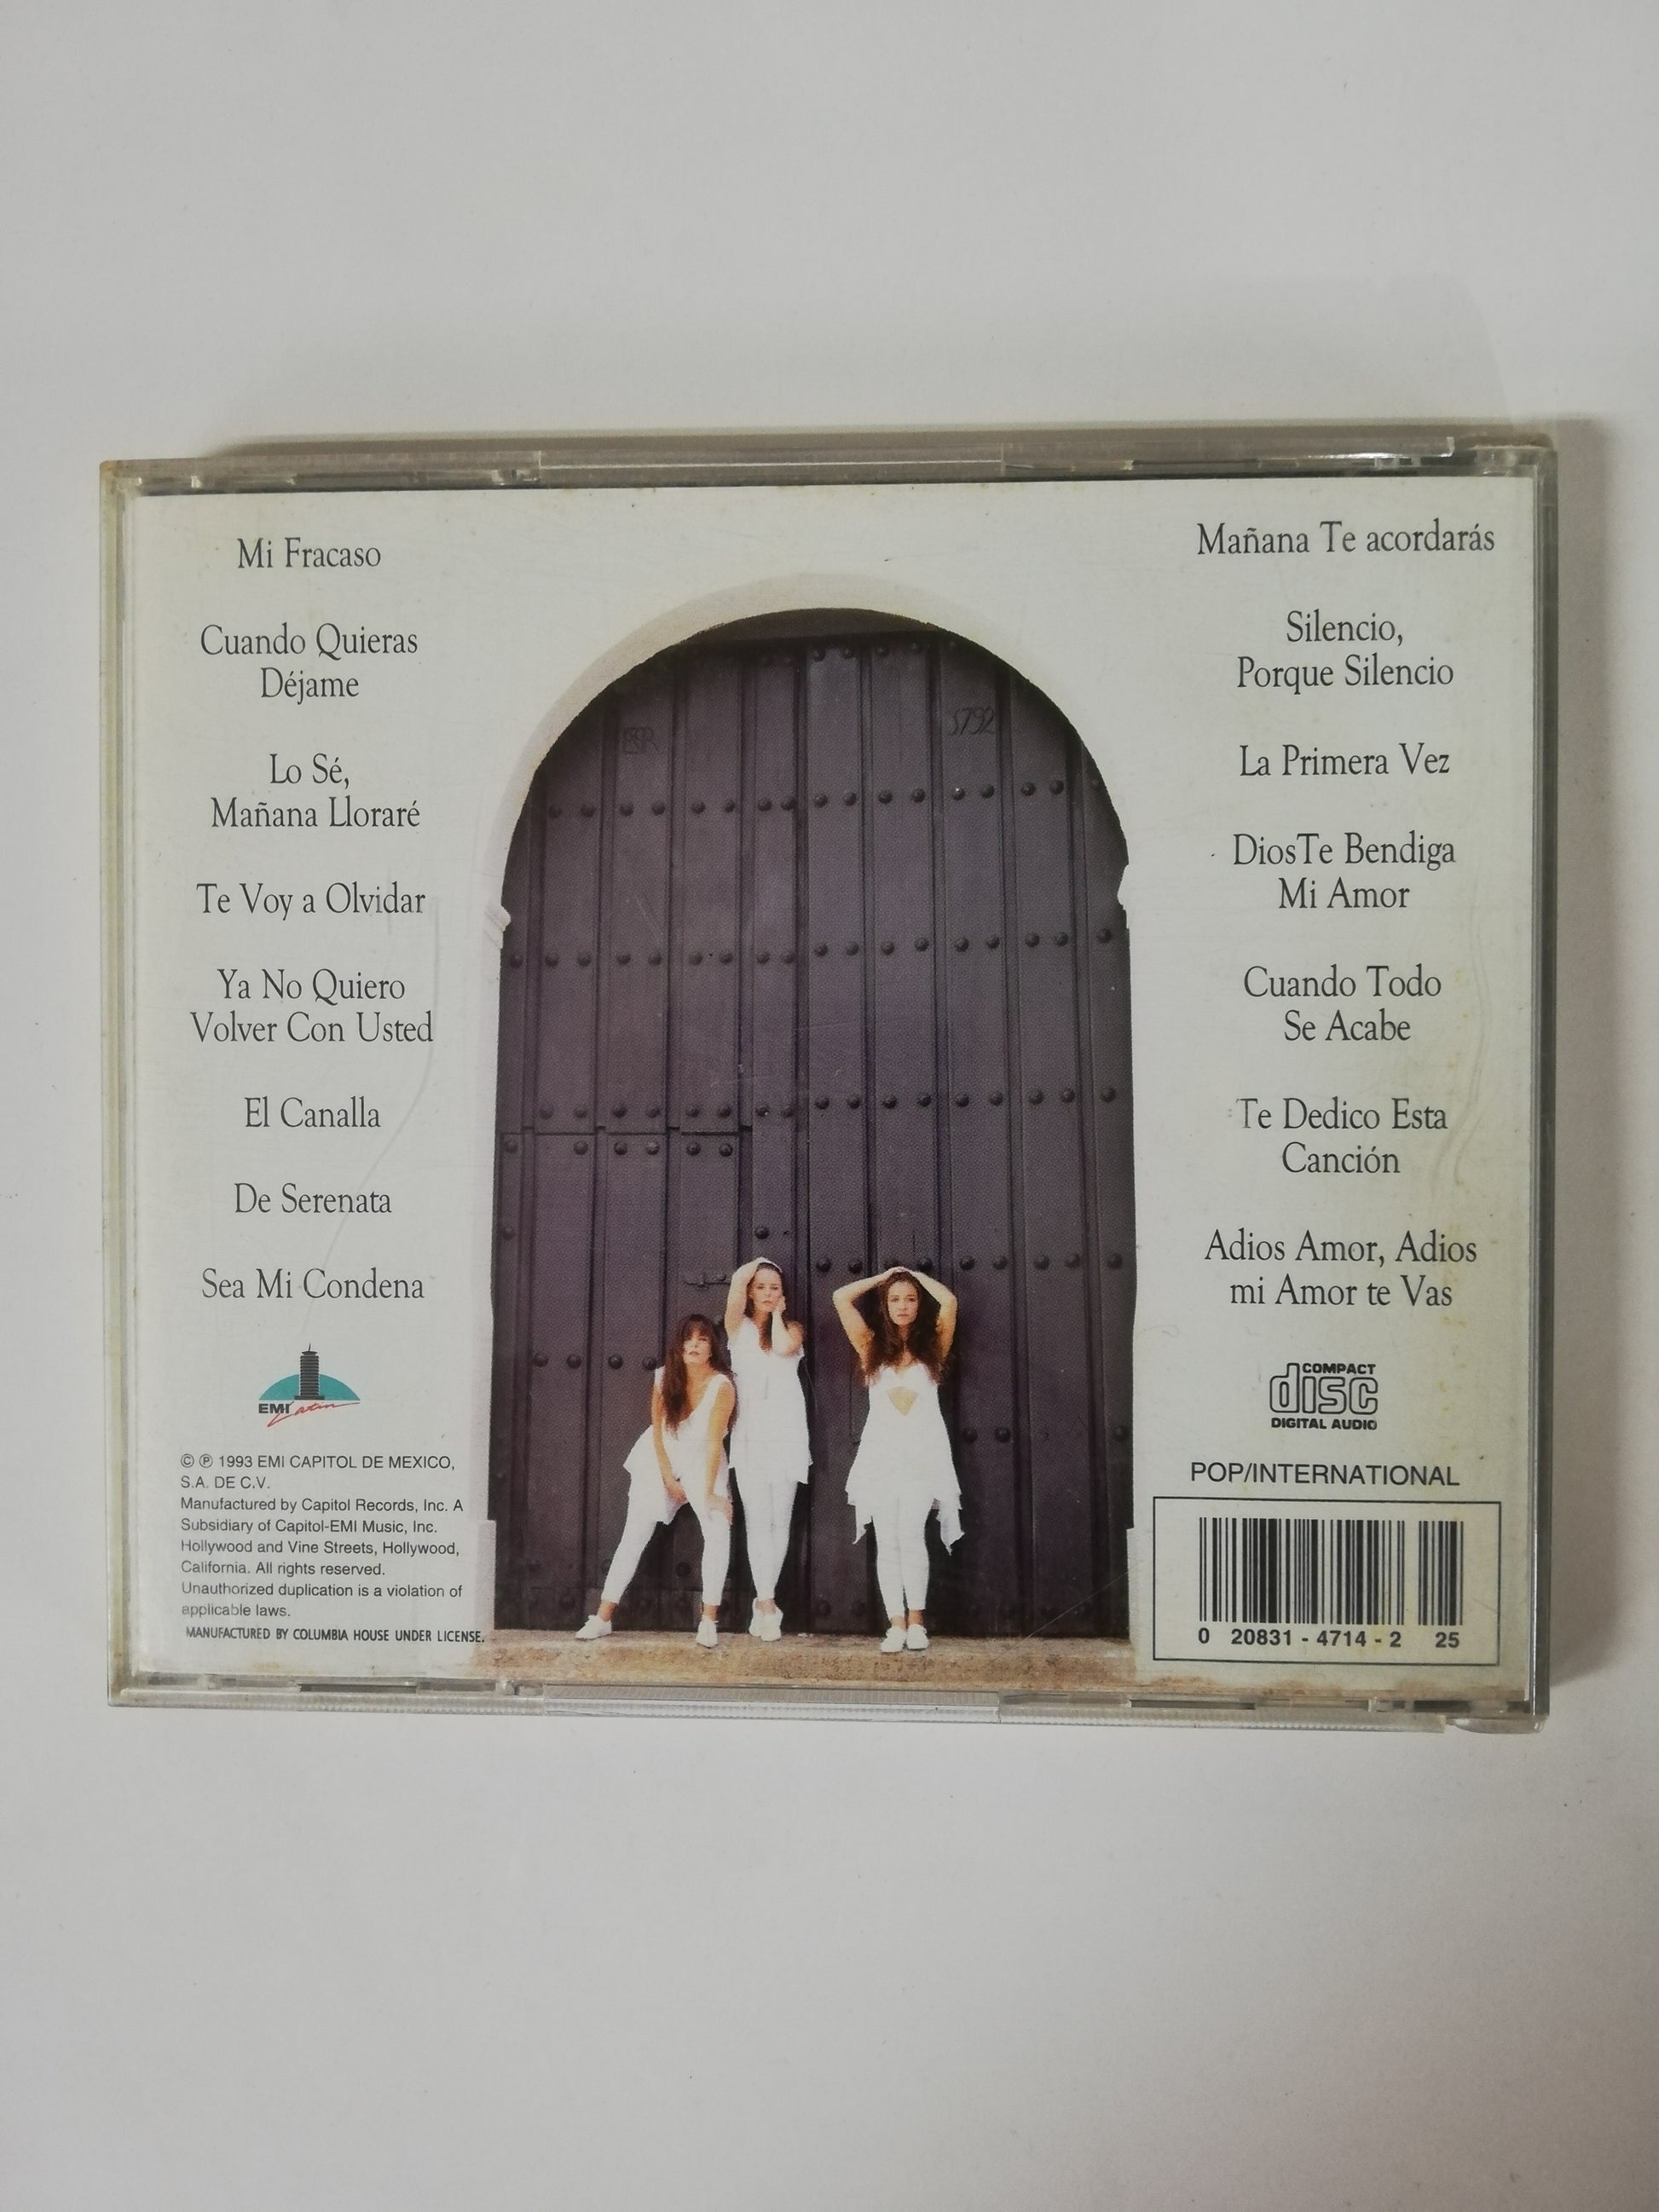 Mi Fracaso
Cuando Quieras
Déjame
Lo Sé,
Mañana Lloraré
Te Voy a Olvidar
Ya No Quiero
Volver Con Usted
El Canalla
De Serenata
Sea Mi Condena
EMI Latin
© ℗ 1993 EMI CAPITOL DE MEXICO,
S.A. DE C.V.
Manufactured by Capitol Records, Inc. A
Subsidiary of Capitol-EMI Music, Inc.
Hollywood and Vine Streets, Hollywood,
California. All rights reserved.
Unauthorized duplication is a violation of
applicable laws.
MANUFACTURED BY COLUMBIA HOUSE UNDER LICENSE.
1792
Mañana Te acordarás
Silencio,
Porque Silencio
La Primera Vez
DiosTe Bendiga
Mi Amor
Cuando Todo
Se Acabe
Te Dedico Esta
Canción
Adios Amor, Adios
mi Amor te Vas
COMPACT
disc
DIGITAL AUDIO
POP/INTERNATIONAL
0 20831 - 4714 - 2 25